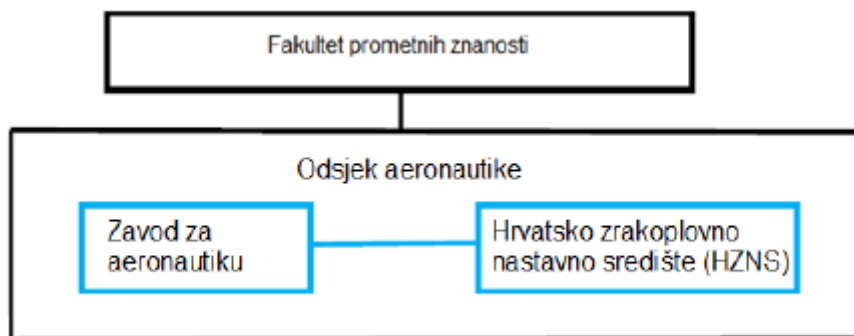 Fakultet prometnih znanosti
Odsjek aeronautike
Zavod za
aeronautiku
Hrvatsko zrakoplovno
nastavno središte (HZNS)